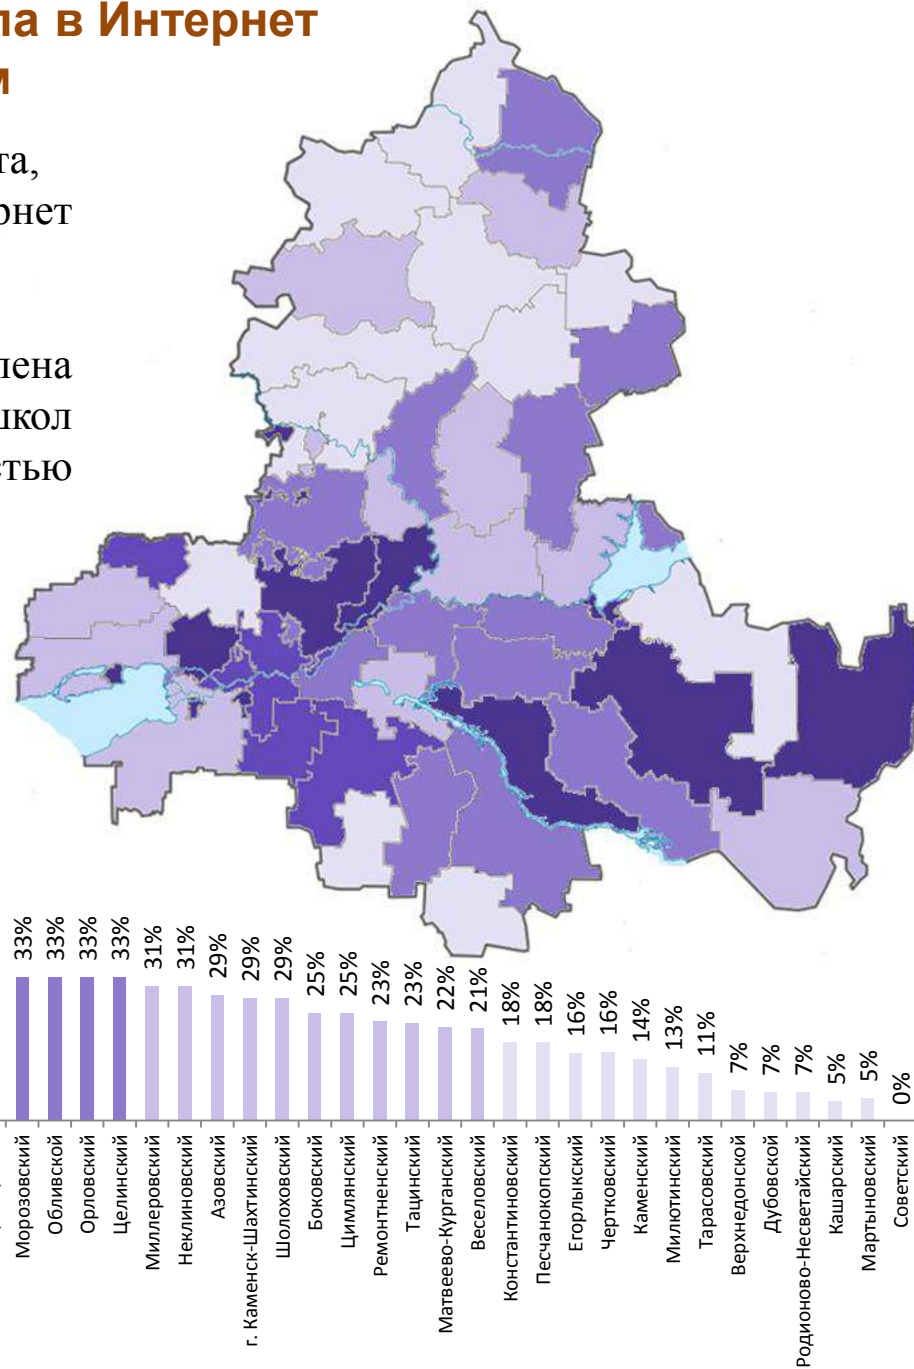 па в Интернет
м
та,
рнет
лена
школ
стью
33%
33%
33%
33%
31%
31%
29%
29%
29%
25%
25%
23%
23%
22%
21%
18%
18%
16%
16%
14%
13%
11%
7%
7%
7%
5%
5%
0%
Морозовский
Обливской
Орловский
Целинский
Миллеровский
Неклиновский
Азовский
г. Каменск-Шахтинский
Шолоховский
Боковский
Цимлянский
Ремонтненский
Тацинский
Матвеево-Курганский
Веселовский
Константиновский
Песчанокопский
Егорлыкский
Чертковский
Каменский
Милютинский
Тарасовский
Верхнедонской
Дубовской
Родионово-Несветайский
Кашарский
Мартыновский
Советский